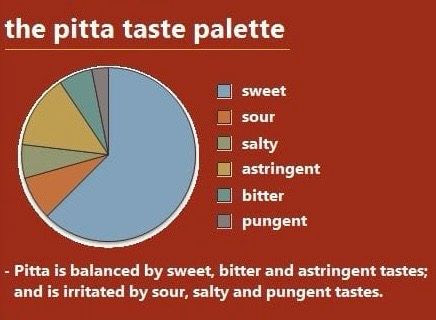 the pitta taste palette
sweet
sour
salty
astringent
bitter
pungent
- Pitta is balanced by sweet, bitter and astringent tastes;
and is irritated by sour, salty and pungent tastes.